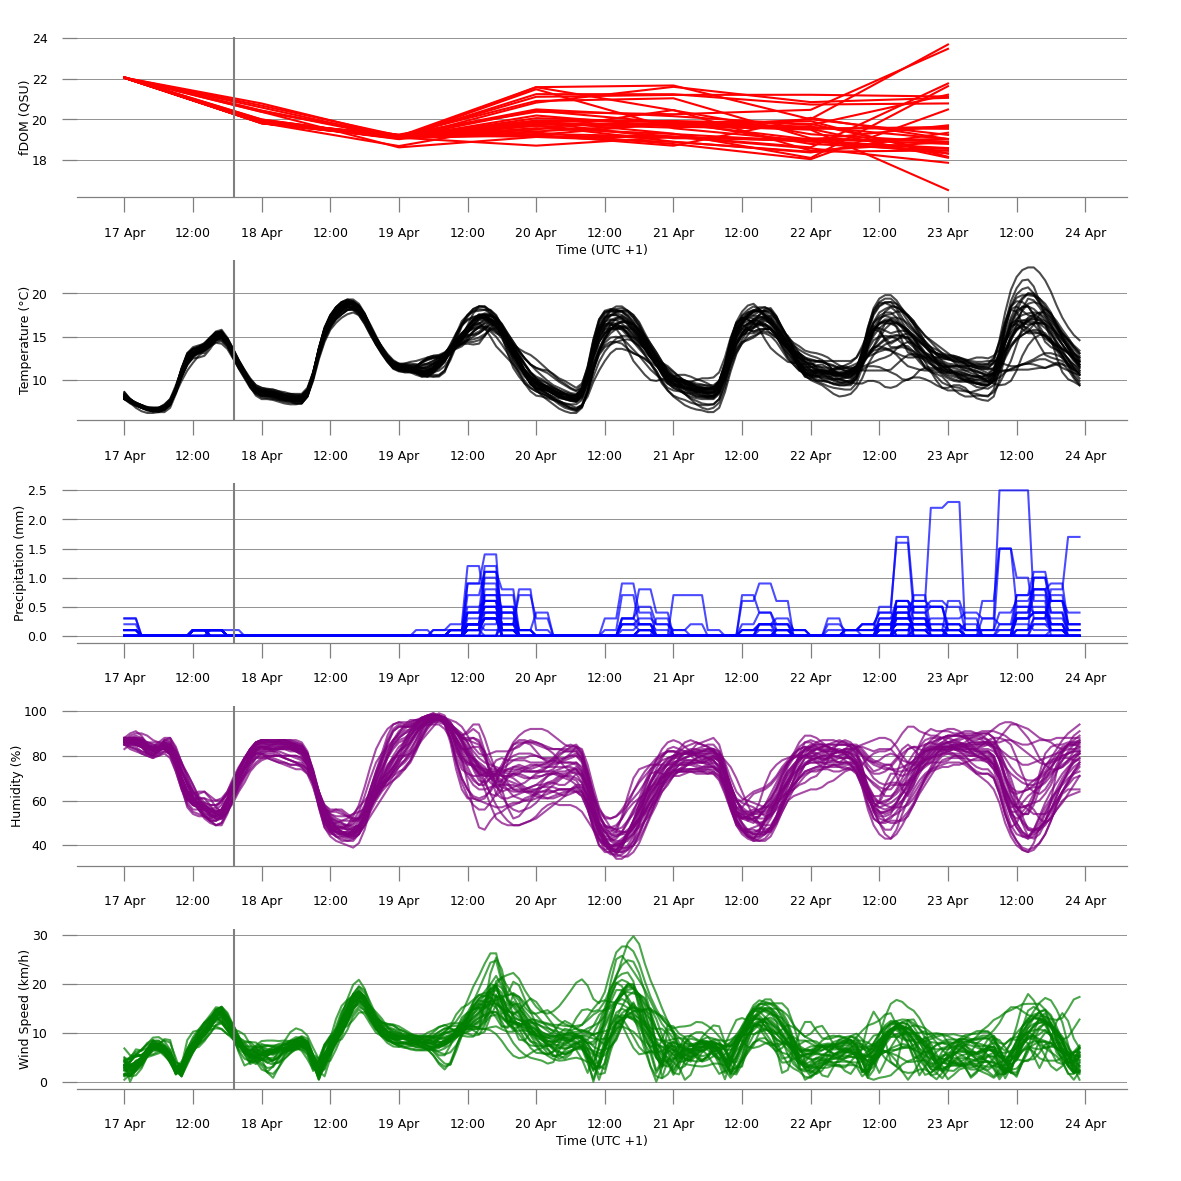 fDOM (QSU)
24
22
20
18
17 Apr 12:00 18 Apr 12:00 19 Apr 12:00 20 Apr 12:00 21 Apr 12:00 22 Apr 12:00 23 Apr 12:00 24 Apr
Time (UTC +1)
Temperature (°C)
20
15
10
17 Apr 12:00 18 Apr 12:00 19 Apr 12:00 20 Apr 12:00 21 Apr 12:00 22 Apr 12:00 23 Apr 12:00 24 Apr
Precipitation (mm)
2.5
2.0
1.5
1.0
0.5
0.0
17 Apr 12:00 18 Apr 12:00 19 Apr 12:00 20 Apr 12:00 21 Apr 12:00 22 Apr 12:00 23 Apr 12:00 24 Apr
Humidity (%)
100
80
60
40
17 Apr 12:00 18 Apr 12:00 19 Apr 12:00 20 Apr 12:00 21 Apr 12:00 22 Apr 12:00 23 Apr 12:00 24 Apr
Wind Speed (km/h)
30
20
10
0
17 Apr 12:00 18 Apr 12:00 19 Apr 12:00 20 Apr 12:00 21 Apr 12:00 22 Apr 12:00 23 Apr 12:00 24 Apr
Time (UTC +1)